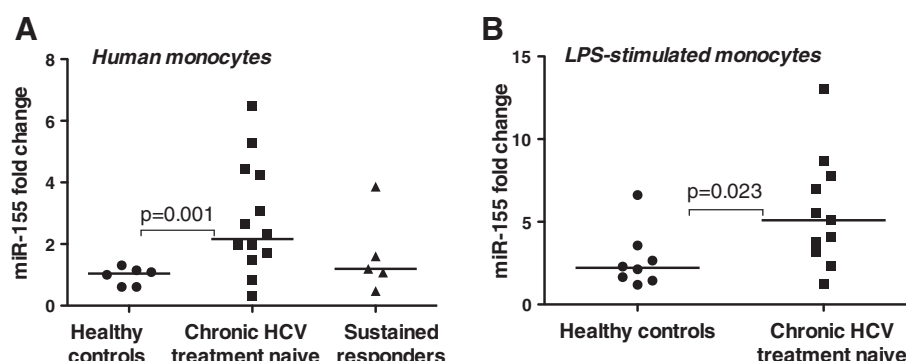 A
Human monocytes
miR-155 fold change
8
6
4
2
0
p=0.001
Healthy
controls
Chronic HCV
treatment naive
Sustained
responders
B
LPS-stimulated monocytes
miR-155 fold change
15
10
5
0
p=0.023
Healthy controls
Chronic HCV
treatment naive